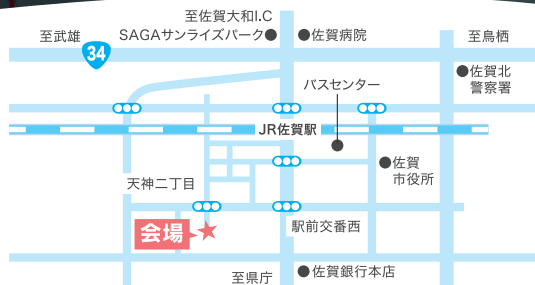 至佐賀大和I.C
至武雄
34
SAGAサンライズパーク
佐賀病院
至鳥栖
バスセンター
佐賀北
警察署
JR佐賀駅
佐賀
市役所
天神二丁目
会場
駅前交番西
至県庁
佐賀銀行本店